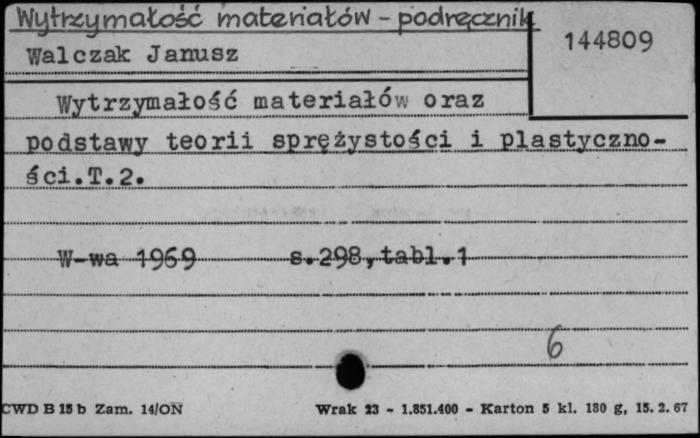 Wytrzymałość materiałów - podręcznik
144809
Walczak Janusz
Wytrzymałość materiałów oraz
podstawy teorii sprężystości i plastyczno-
ści.T.2.
W-wa 1969 s.298,tabl.1
6
CWD B 15 b Zam. 14/ON Wrak 23 - 1.851.400 - Karton 5 kl. 180 g, 15. 2. 67